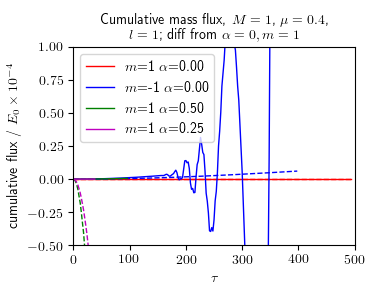 Cumulative mass flux, M = 1, μ = 0.4,
l = 1; diff from α = 0, m = 1
m=1 α=0.00
m=-1 α=0.00
m=1 α=0.50
m=1 α=0.25
cumulative flux / E₀ × 10⁻⁴
1.00
0.75
0.50
0.25
0.00
−0.25
−0.50
0 100 200 300 400 500
τ